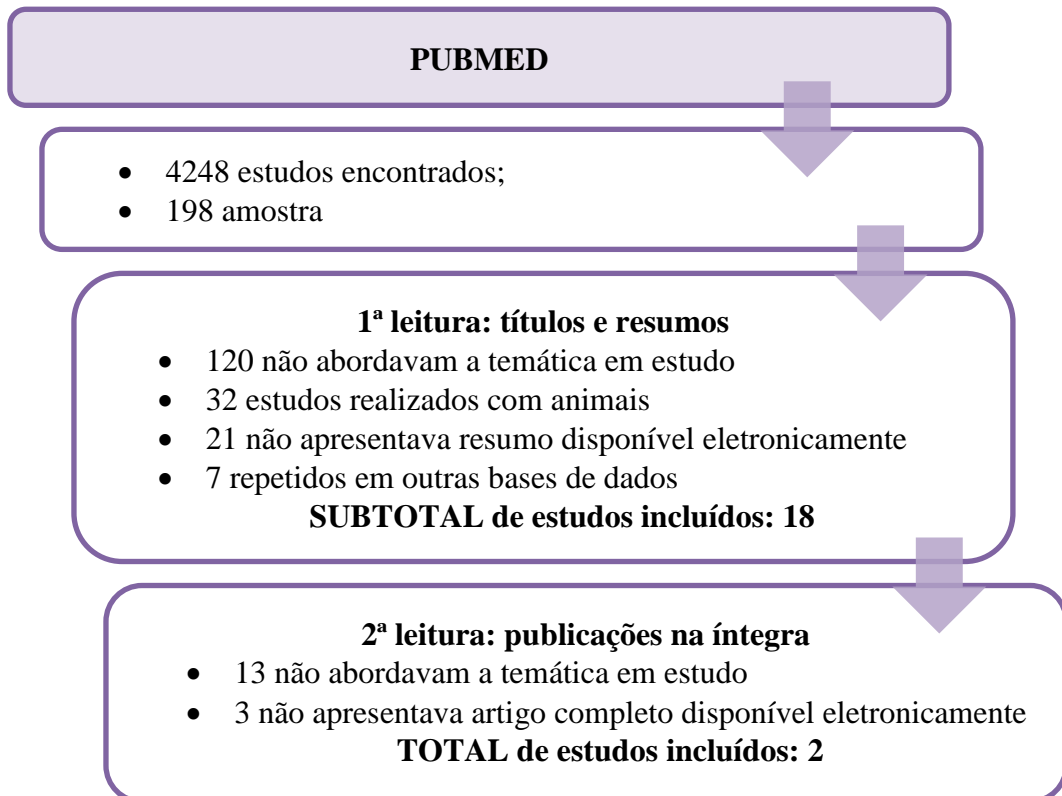 PUBMED
• 4248 estudos encontrados;
• 198 amostra
1ª leitura: títulos e resumos
• 120 não abordavam a temática em estudo
• 32 estudos realizados com animais
• 21 não apresentava resumo disponível eletronicamente
• 7 repetidos em outras bases de dados
SUBTOTAL de estudos incluídos: 18
2ª leitura: publicações na íntegra
• 13 não abordavam a temática em estudo
• 3 não apresentava artigo completo disponível eletronicamente
TOTAL de estudos incluídos: 2